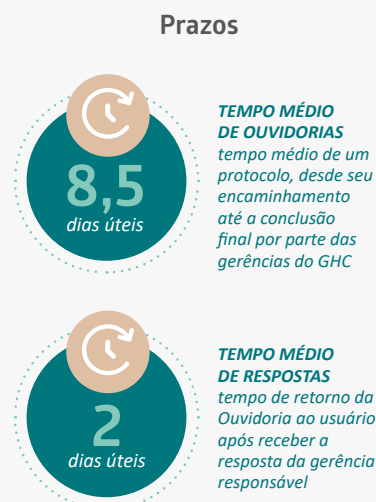 Prazos
8,5
dias úteis
TEMPO MÉDIO
DE OUVIDORIAS
tempo médio de um
protocolo, desde seu
encaminhamento
até a conclusão
final por parte das
gerências do GHC
2
dias úteis
TEMPO MÉDIO
DE RESPOSTAS
tempo de retorno da
Ouvidoria ao usuário
após receber a
resposta da gerência
responsável